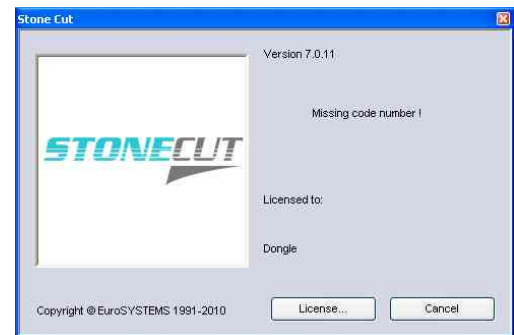 Stone Cut
Version 7.0.11
Missing code number !
STONECUT
Licensed to:
Dongle
Copyright @ EuroSYSTEMS 1991-2010
License...
Cancel